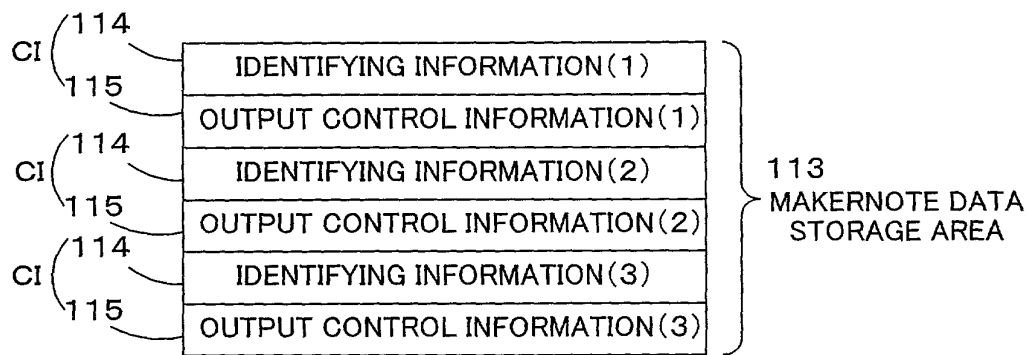 114
CI
IDENTIFYING INFORMATION(1)
115
OUTPUT CONTROL INFORMATION(1)
114
CI
IDENTIFYING INFORMATION(2)
115
OUTPUT CONTROL INFORMATION(2)
114
CI
IDENTIFYING INFORMATION(3)
115
OUTPUT CONTROL INFORMATION(3)
113
MAKERNOTE DATA
STORAGE AREA